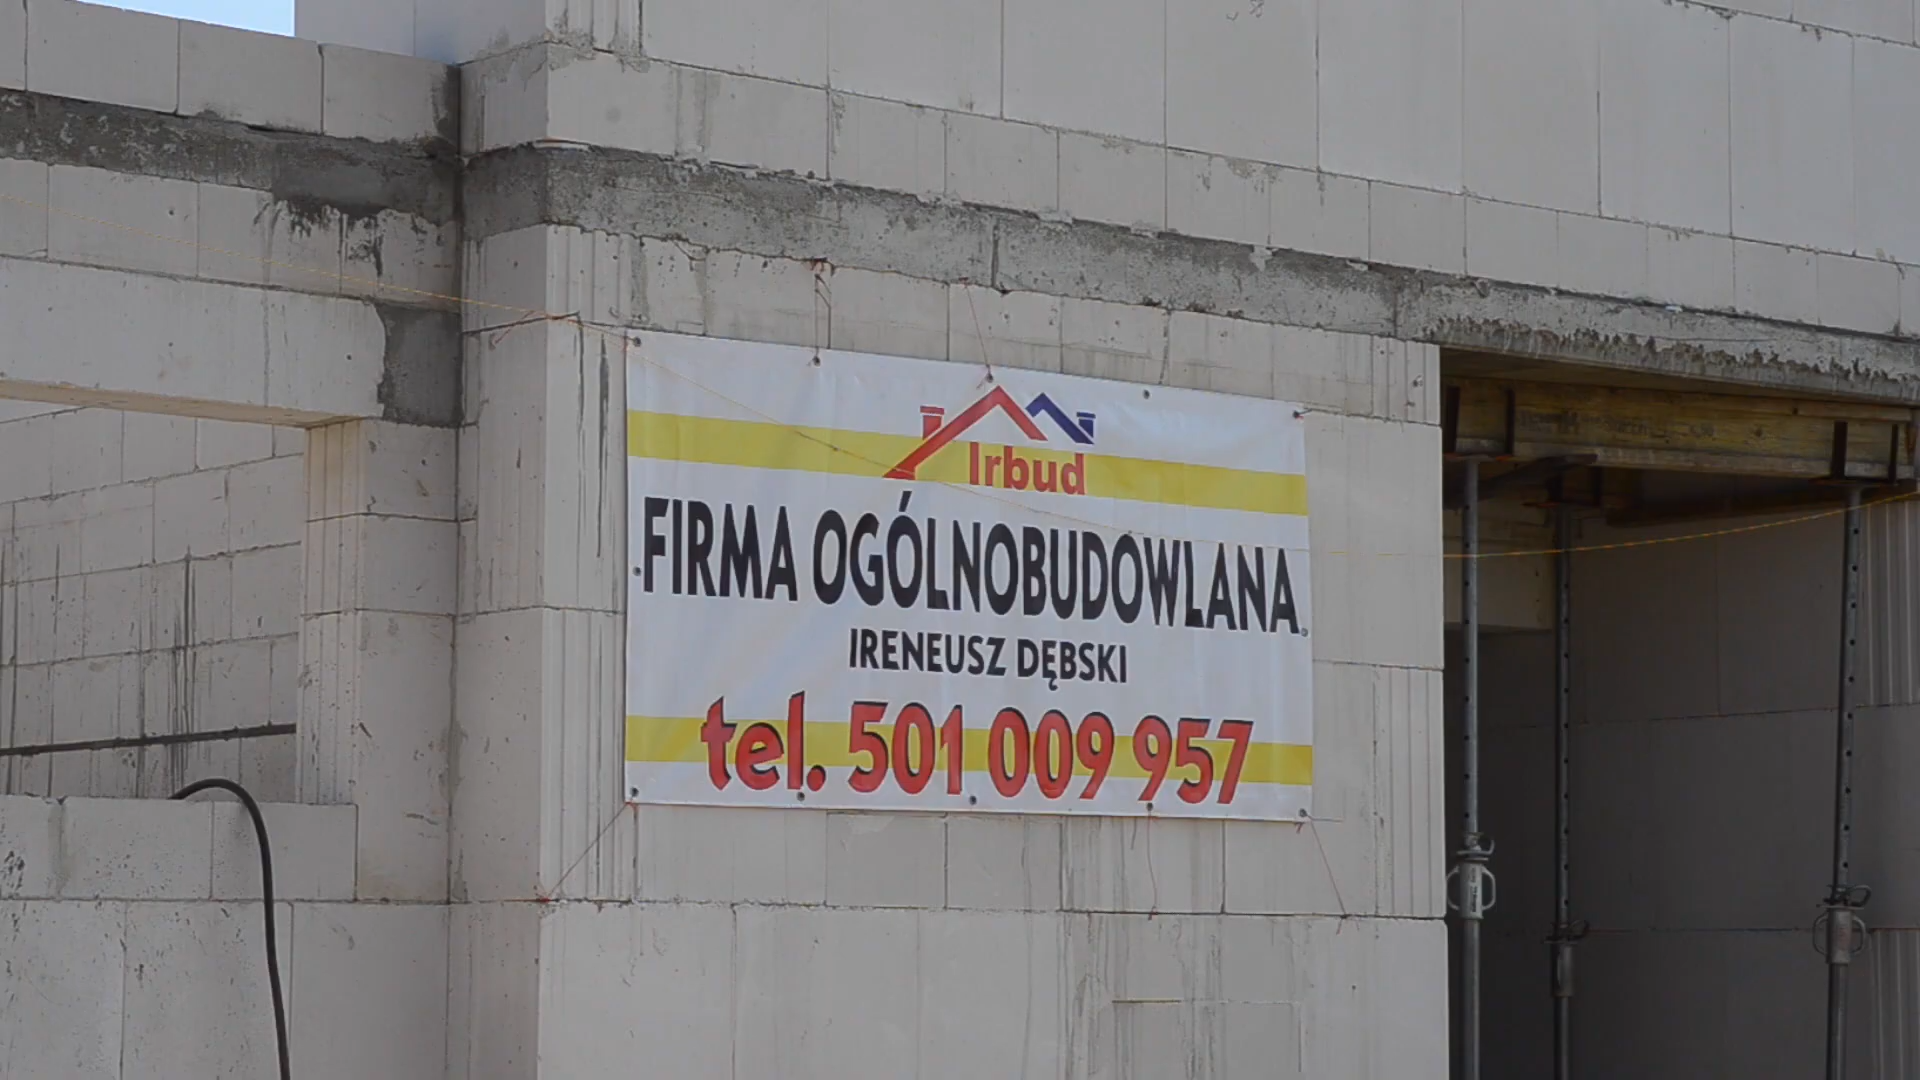 Irbud
FIRMA OGÓLNOBUDOWLANA
IRENEUSZ DĘBSKI
tel. 501 009 957